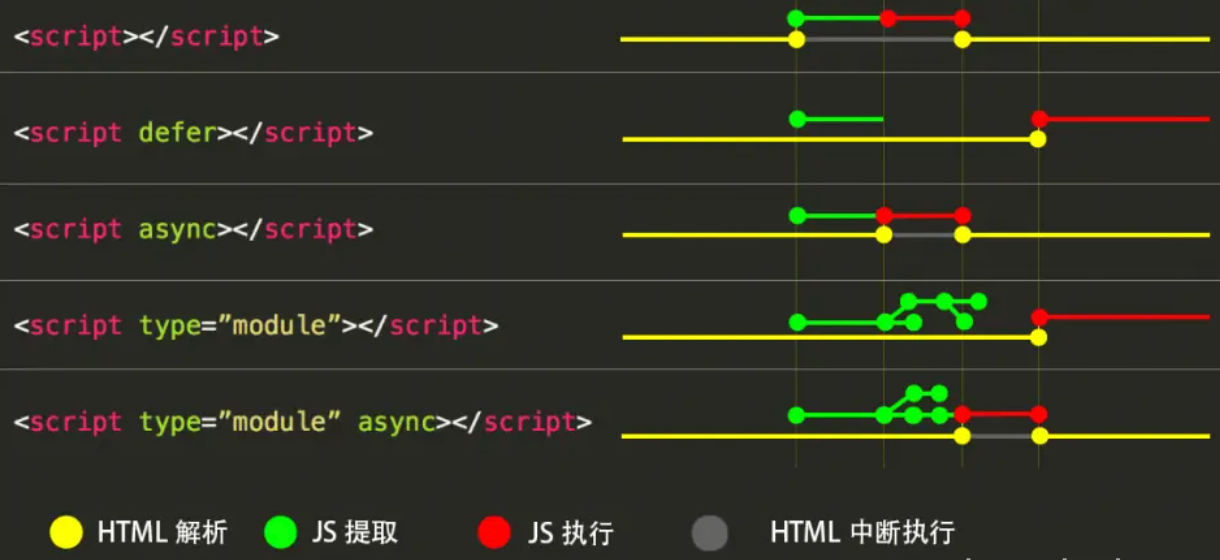 <script></script>
<script defer></script>
<script async></script>
<script type=”module”></script>
<script type=”module” async></script>
HTML 解析 JS 提取 JS 执行 HTML 中断执行